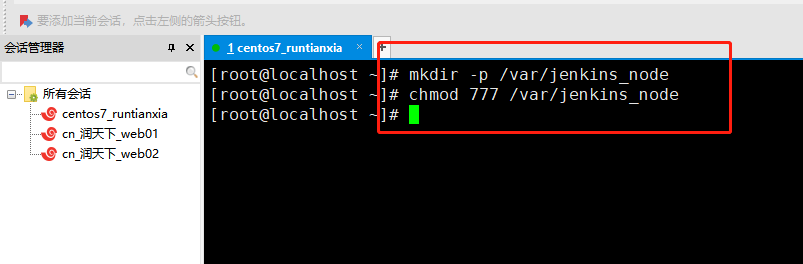 要添加当前会话，点击左侧的箭头按钮。
会话管理器
1 centos7_runtianxia
所有会话
centos7_runtianxia
cn_润天下_web01
cn_润天下_web02
[root@localhost ~]# mkdir -p /var/jenkins_node
[root@localhost ~]# chmod 777 /var/jenkins_node
[root@localhost ~]#